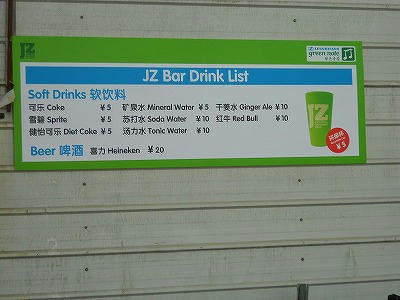 JZ
green note
JZ Bar Drink List
Soft Drinks 软饮料
可乐 Coke ¥5 矿泉水 Mineral Water ¥5 干姜水 Ginger Ale ¥10
雪碧 Sprite ¥5 苏打水 Soda Water ¥10 红牛 Red Bull ¥10
健怡可乐 Diet Coke ¥5 汤力水 Tonic Water ¥10
Beer 啤酒 喜力 Heineken ¥20
JZ
¥5